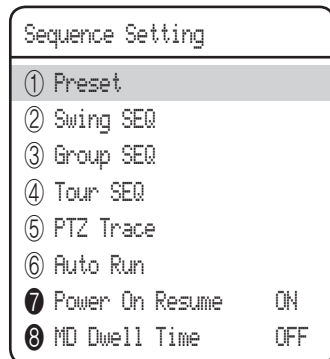 Sequence Setting
① Preset
② Swing SEQ
③ Group SEQ
④ Tour SEQ
⑤ PTZ Trace
⑥ Auto Run
❼ Power On Resume ON
❽ MD Dwell Time OFF